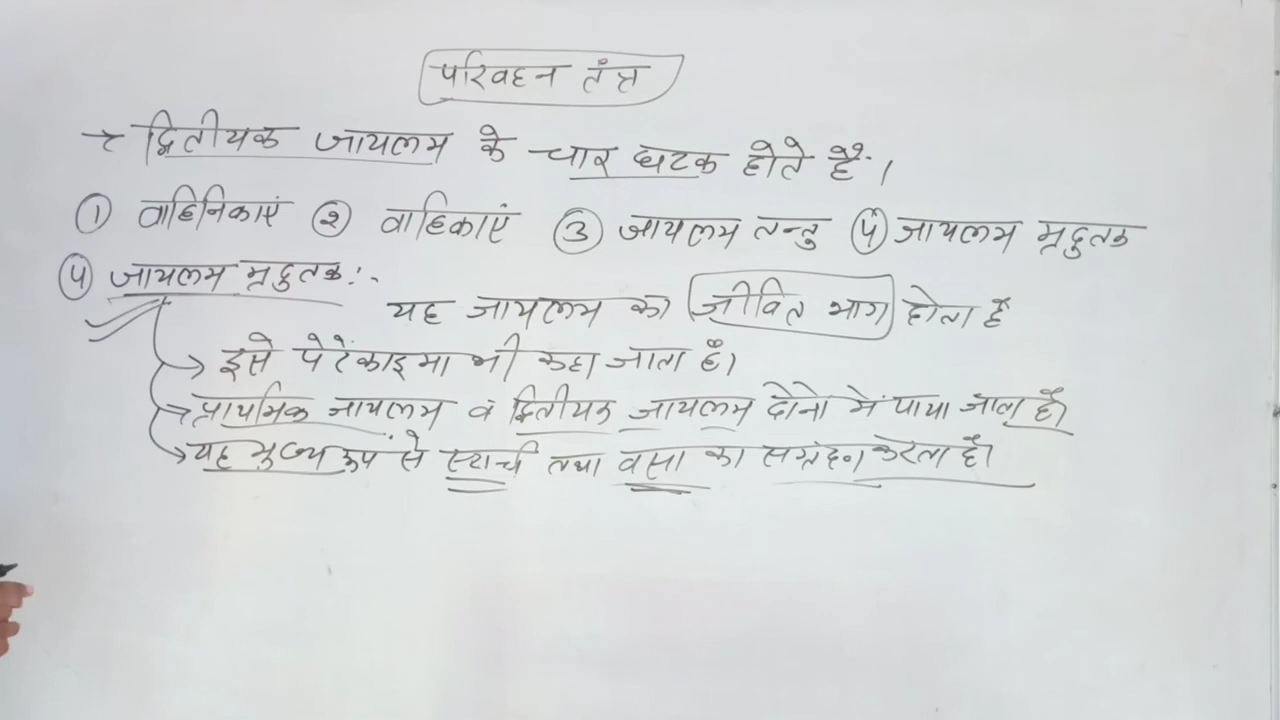 परिवहन तंत्र
→ द्वितीयक जायलम के चार घटक होते हैं।
① वाहिनिकाएं ② वाहिकाएं ③ जायलम तन्तु ④ जायलम मृदुतक
④ जायलम मृदुतक:-
यह जायलम का जीवित भाग होता है
→ इसे पेरेंकाइमा भी कहा जाता है।
→ प्राथमिक जायलम व द्वितीयक जायलम दोनो में पाया जाता है।
→ यह मुख्य रूप से स्टार्च तथा वसा का संग्रहण करता है।